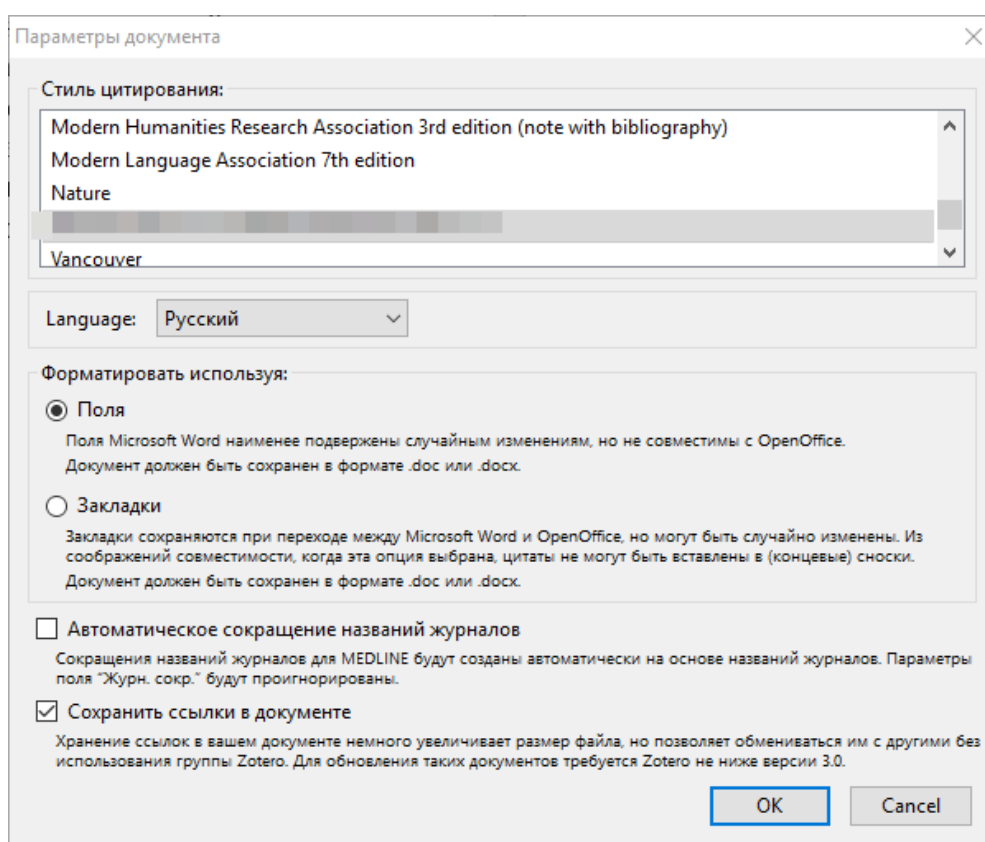 Параметры документа
Стиль цитирования:
Modern Humanities Research Association 3rd edition (note with bibliography)
Modern Language Association 7th edition
Nature
Vancouver
Language: Русский
Форматировать используя:
Поля
Поля Microsoft Word наименее подвержены случайным изменениям, но не совместимы с OpenOffice.
Документ должен быть сохранен в формате .doc или .docx.
Закладки
Закладки сохраняются при переходе между Microsoft Word и OpenOffice, но могут быть случайно изменены. Из
соображений совместимости, когда эта опция выбрана, цитаты не могут быть вставлены в (концевые) сноски.
Документ должен быть сохранен в формате .doc или .docx.
Автоматическое сокращение названий журналов
Сокращения названий журналов для MEDLINE будут созданы автоматически на основе названий журналов. Параметры
поля "Журн. сокр." будут проигнорированы.
Сохранить ссылки в документе
Хранение ссылок в вашем документе немного увеличивает размер файла, но позволяет обмениваться им с другими без
использования группы Zotero. Для обновления таких документов требуется Zotero не ниже версии 3.0.
OK Cancel